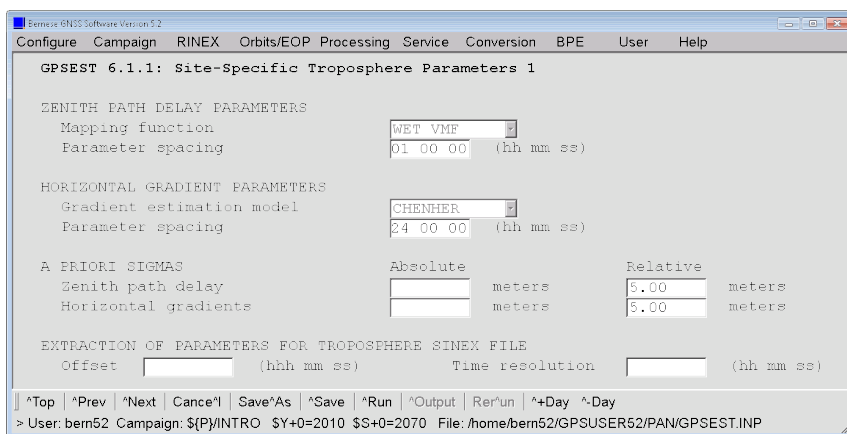 Bernese GNSS Software Version 5.2
Configure Campaign RINEX Orbits/EOP Processing Service Conversion BPE User Help
GPSEST 6.1.1: Site-Specific Troposphere Parameters 1
ZENITH PATH DELAY PARAMETERS
Mapping function WET VMF
Parameter spacing 01 00 00 (hh mm ss)
HORIZONTAL GRADIENT PARAMETERS
Gradient estimation model CHENHER
Parameter spacing 24 00 00 (hh mm ss)
A PRIORI SIGMAS Absolute Relative
Zenith path delay meters 5.00 meters
Horizontal gradients meters 5.00 meters
EXTRACTION OF PARAMETERS FOR TROPOSPHERE SINEX FILE
Offset (hhh mm ss) Time resolution (hh mm ss)
^Top | ^Prev | ^Next | Cance^l | Save^As | ^Save | ^Run | ^Output | Rer^un | ^+Day ^-Day
> User: bern52 Campaign: ${P}/INTRO $Y+0=2010 $S+0=2070 File: /home/bern52/GPSUSER52/PAN/GPSEST.INP